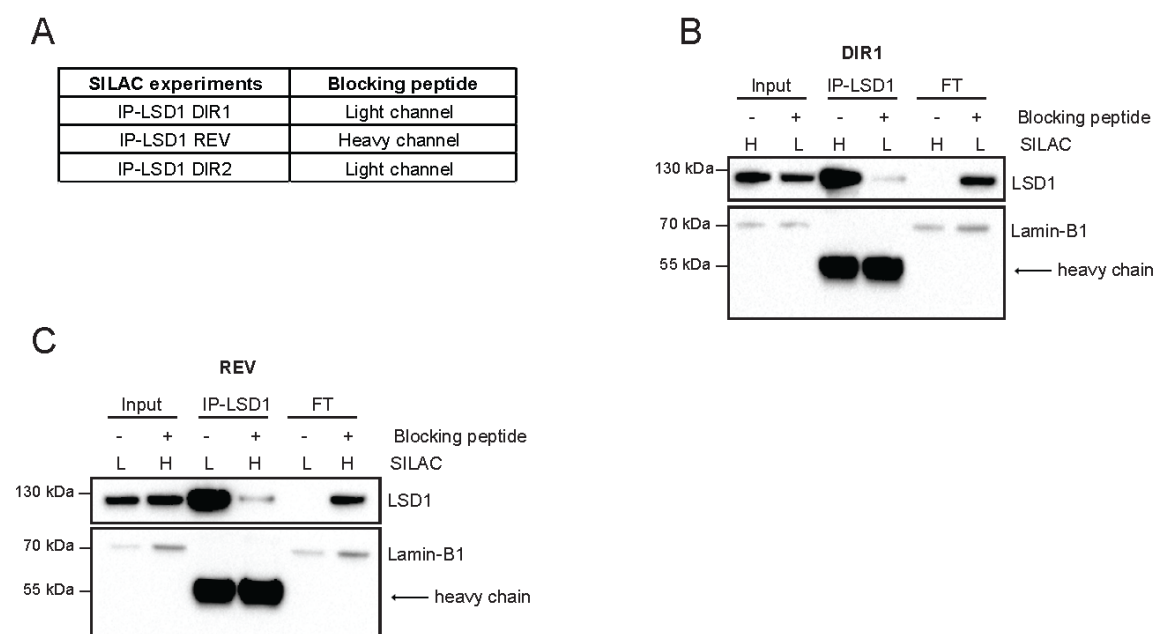 A
SILAC experiments Blocking peptide
IP-LSD1 DIR1 Light channel
IP-LSD1 REV Heavy channel
IP-LSD1 DIR2 Light channel
B
DIR1
Input IP-LSD1 FT
- + - + - + Blocking peptide
H L H L H L SILAC
130 kDa LSD1
70 kDa Lamin-B1
55 kDa heavy chain
C
REV
Input IP-LSD1 FT
- + - + - + Blocking peptide
L H L H L H SILAC
130 kDa LSD1
70 kDa Lamin-B1
55 kDa heavy chain